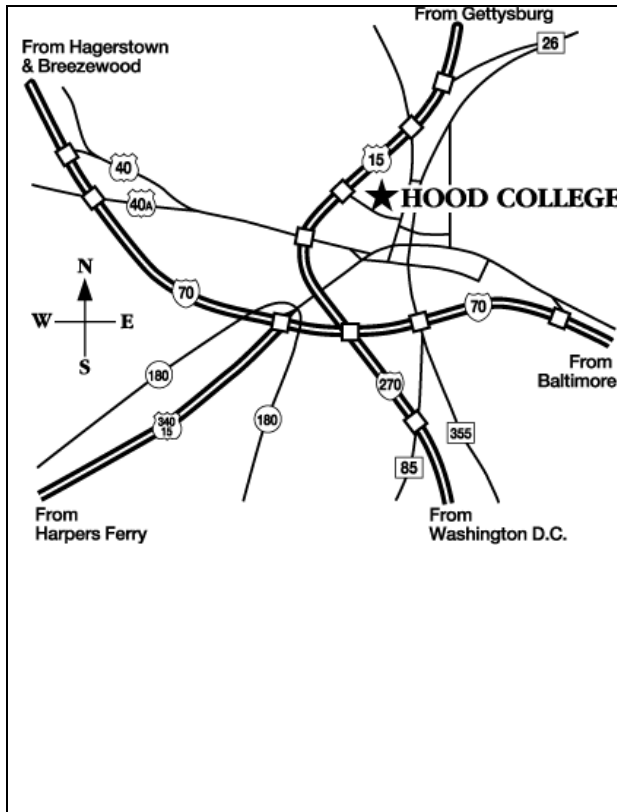 From Gettysburg
26
From Hagerstown
& Breezewood
15
40
HOOD COLLEGE
40A
N
W E
S
70
70
From
Baltimore
270
180
340
15
180
355
85
From
Harpers Ferry
From
Washington D.C.